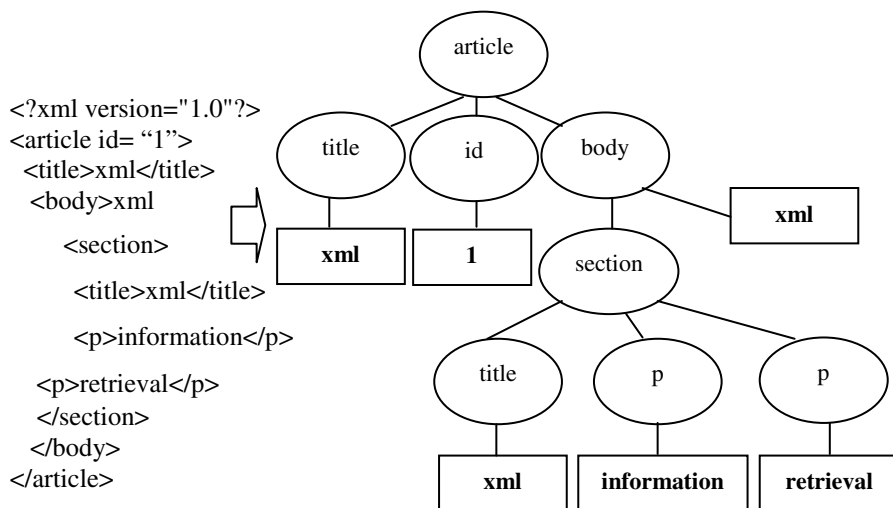 <?xml version="1.0"?>
<article id= “1”>
<title>xml</title>
<body>xml
<section>
<title>xml</title>
<p>information</p>
<p>retrieval</p>
</section>
</body>
</article>
article
title id body
xml 1 xml
section
title p p
xml information retrieval